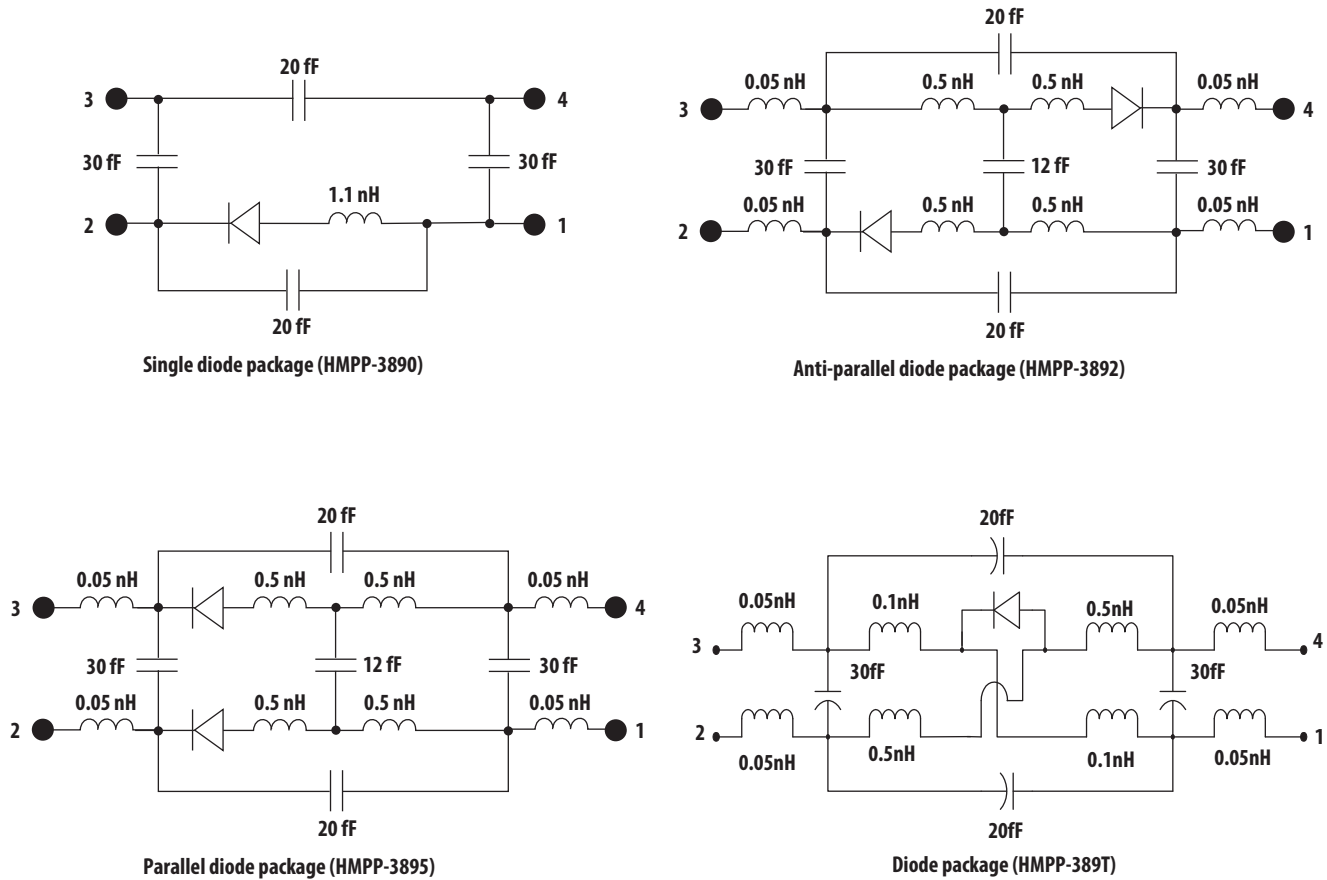 20 fF
3
4
30 fF
30 fF
1.1 nH
2
1
20 fF
Single diode package (HMPP-3890)
20 fF
0.05 nH
0.5 nH
0.5 nH
0.05 nH
3
4
30 fF
12 fF
30 fF
0.05 nH
0.5 nH
0.5 nH
0.05 nH
2
1
20 fF
Anti-parallel diode package (HMPP-3892)
20 fF
0.05 nH
0.5 nH
0.5 nH
0.05 nH
3
4
30 fF
12 fF
30 fF
0.05 nH
0.5 nH
0.5 nH
0.05 nH
2
1
20 fF
Parallel diode package (HMPP-3895)
20fF
0.05nH
0.1nH
0.5nH
0.05nH
3
4
30fF
30fF
2
1
0.05nH
0.5nH
0.1nH
0.05nH
20fF
Diode package (HMPP-389T)